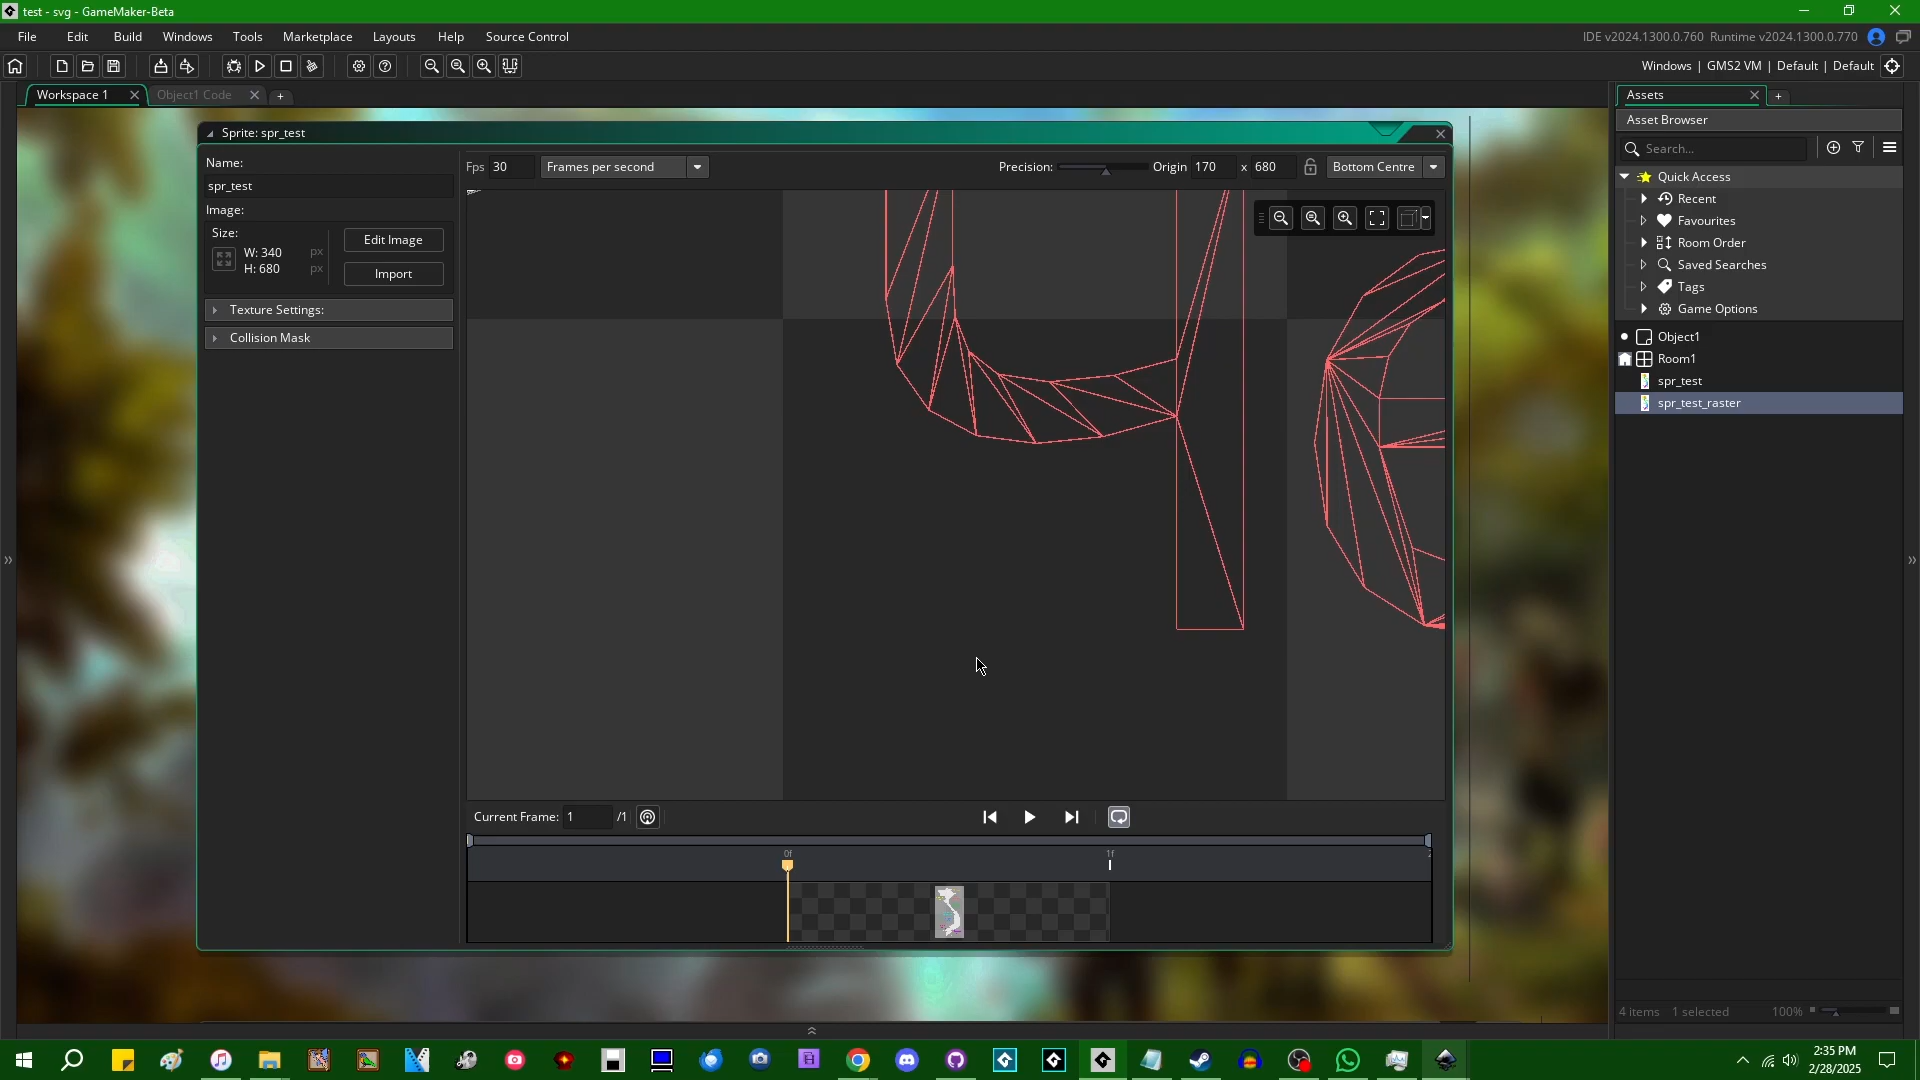 test - svg - GameMaker-Beta
File Edit Build Windows Tools Marketplace Layouts Help Source Control
IDE v2024.1300.0.760 Runtime v2024.1300.0.770
Windows | GMS2 VM | Default | Default
Workspace 1
Object1 Code
Sprite: spr_test
Name:
spr_test
Image:
Size:
W: 340 px
H: 680 px
Edit Image
Import
Texture Settings:
Collision Mask
Fps 30 Frames per second
Precision: Origin 170 x 680 Bottom Centre
Current Frame: 1 /1
0f
1f
Assets
Asset Browser
Search...
Quick Access
Recent
Favourites
Room Order
Saved Searches
Tags
Game Options
Object1
Room1
spr_test
spr_test_raster
4 items 1 selected 100%
2:35 PM
2/28/2025